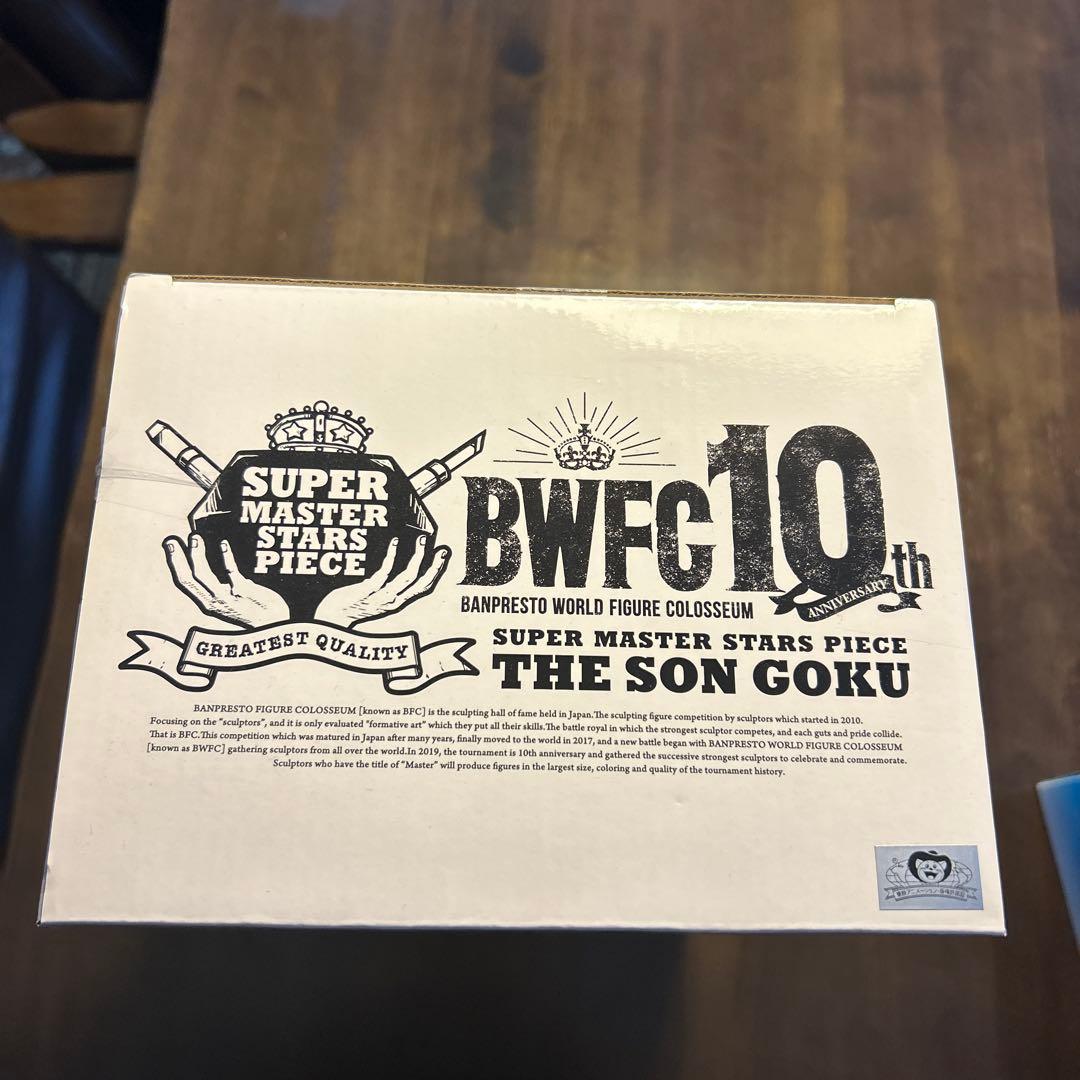 SUPER
MASTER
STARS
PIECE
GREATEST QUALITY
BWFC10th
ANNIVERSARY
BANPRESTO WORLD FIGURE COLOSSEUM
SUPER MASTER STARS PIECE
THE SON GOKU
BANPRESTO FIGURE COLOSSEUM [known as BFC] is the sculpting hall of fame held in Japan.The sculpting figure competition by sculptors which started in 2010.
Focusing on the "sculptors", and it is only evaluated "formative art" which they put all their skills.The battle royal in which the strongest sculptor competes, and each guts and pride collide.
That is BFC.This competition which was matured in Japan after many years, finally moved to the world in 2017, and a new battle began with BANPRESTO WORLD FIGURE COLOSSEUM
[known as BWFC] gathering sculptors from all over the world.In 2019, the tournament is 10th anniversary and gathered the successive strongest sculptors to celebrate and commemorate.
Sculptors who have the title of "Master" will produce figures in the largest size, coloring and quality of the tournament history.